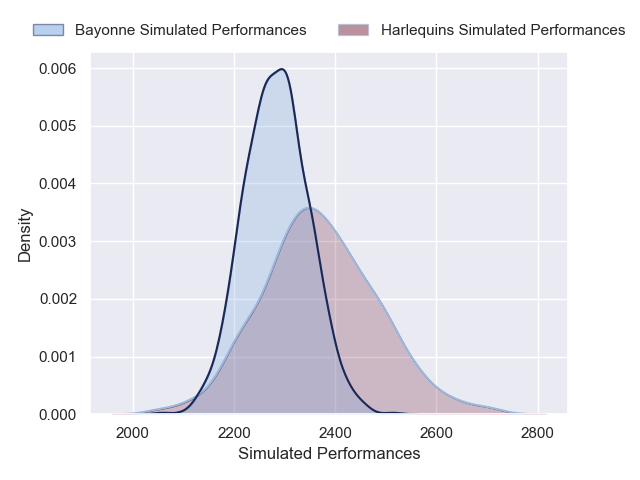 Bayonne Simulated Performances Harlequins Simulated Performances
0.006
0.005
0.004
0.003
0.002
0.001
0.000
Density
2000 2200 2400 2600 2800
Simulated Performances